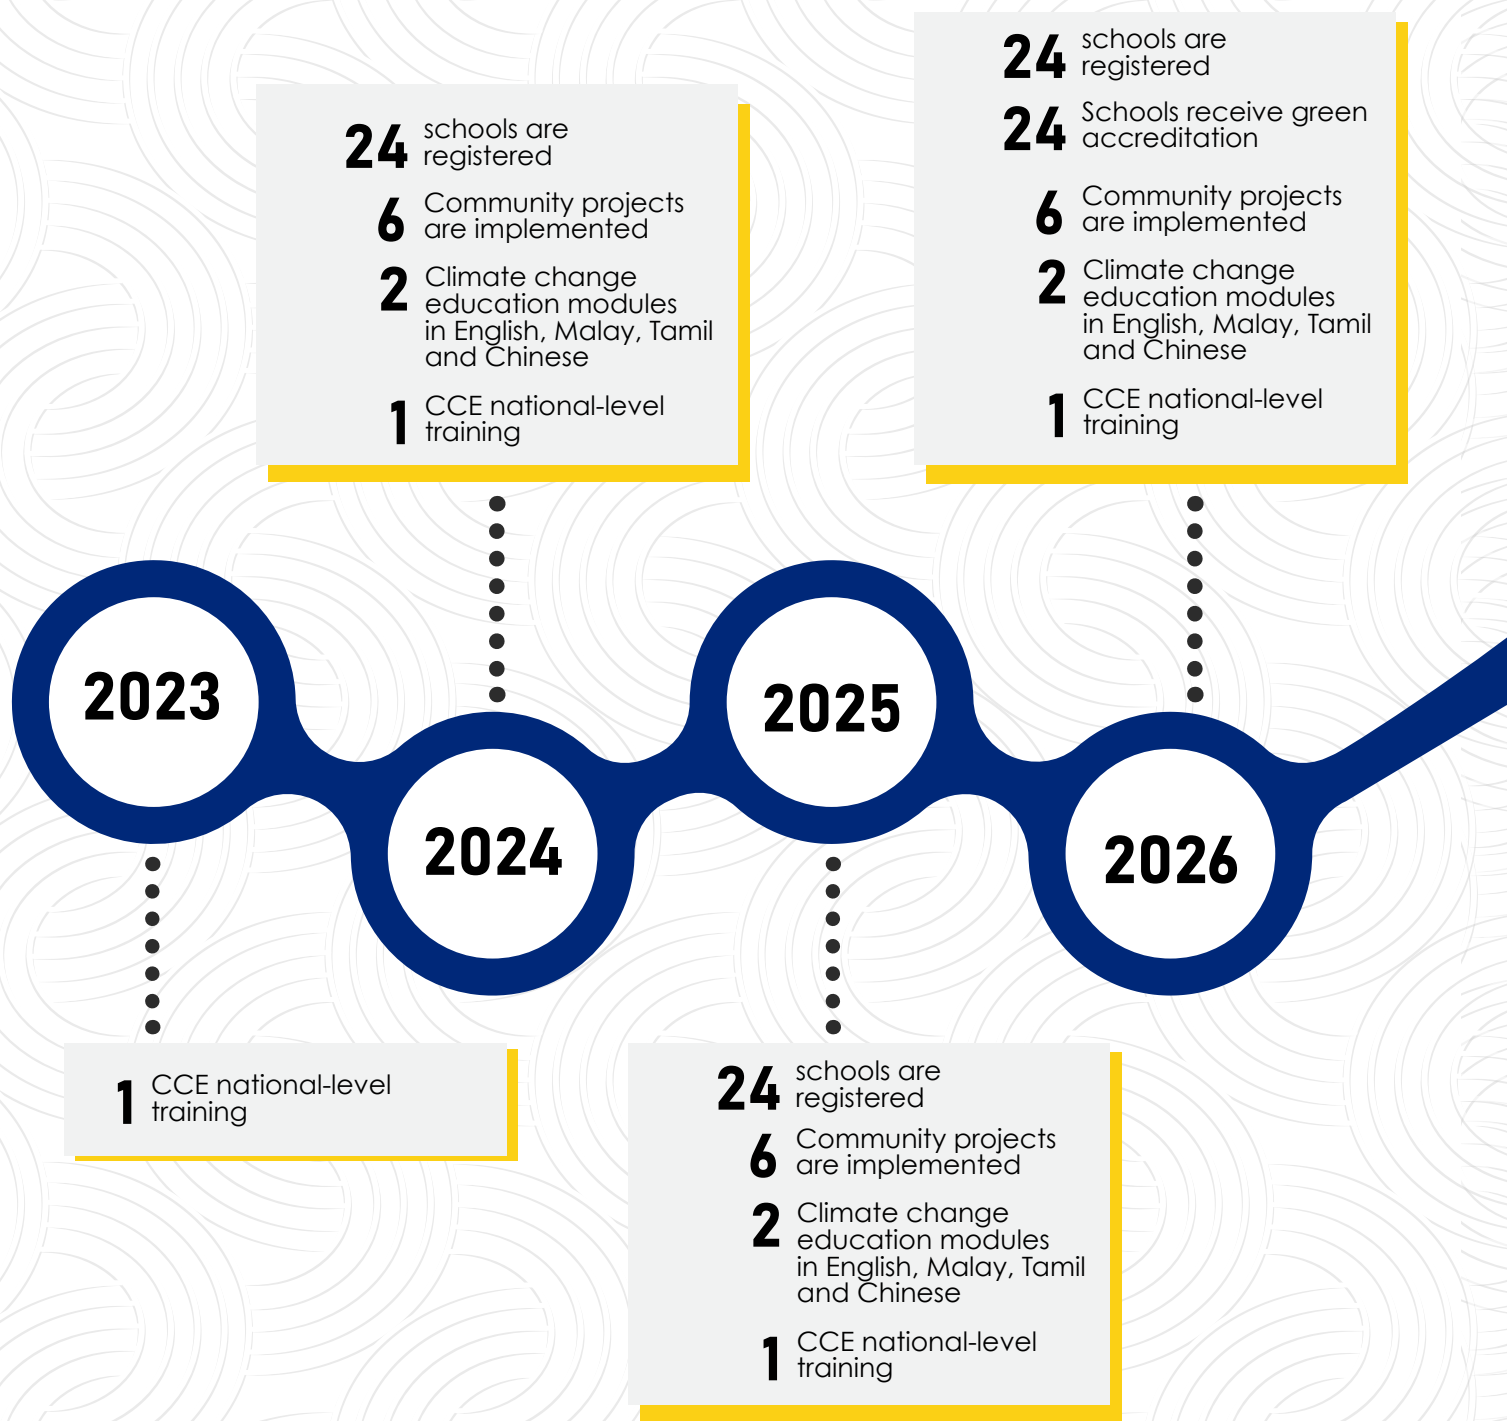 24 schools are
registered
6 Community projects
are implemented
2 Climate change
education modules
in English, Malay, Tamil
and Chinese
1 CCE national-level
training
24 schools are
registered
24 Schools receive green
accreditation
6 Community projects
are implemented
2 Climate change
education modules
in English, Malay, Tamil
and Chinese
1 CCE national-level
training
2023
2024
2025
2026
1 CCE national-level
training
24 schools are
registered
6 Community projects
are implemented
2 Climate change
education modules
in English, Malay, Tamil
and Chinese
1 CCE national-level
training